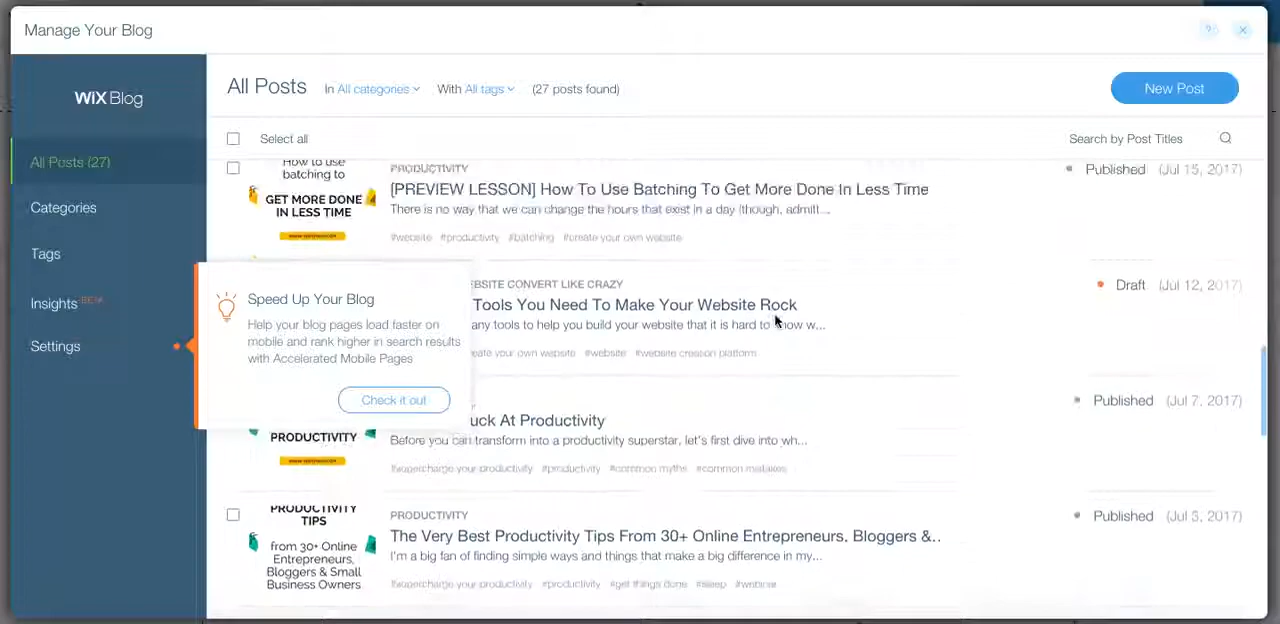 Manage Your Blog
?
WiX Blog
All Posts (27)
Categories
Tags
Insights BETA
Settings
All Posts In All categories With All tags (27 posts found)
New Post
Select all
Search by Post Titles
How to use
batching to
GET MORE DONE
IN LESS TIME
PRODUCTIVITY
[PREVIEW LESSON] How To Use Batching To Get More Done In Less Time
There is no way that we can change the hours that exist in a day (though, admitt...
#website #productivity #batching #create your own website
Published (Jul 15, 2017)
Speed Up Your Blog
Help your blog pages load faster on
mobile and rank higher in search results
with Accelerated Mobile Pages
Check it out
EBSITE CONVERT LIKE CRAZY
Tools You Need To Make Your Website Rock
any tools to help you build your website that it is hard to know w...
eate your own website #website #website creation platform
Draft (Jul 12, 2017)
PRODUCTIVITY
uck At Productivity
Before you can transform into a productivity superstar, let's first dive into wh...
#supercharge your productivity #productivity #common myths #common mistakes
Published (Jul 7, 2017)
PRODUCTIVITY
TIPS
from 30+ Online
Entrepreneurs,
Bloggers & Small
Business Owners
PRODUCTIVITY
The Very Best Productivity Tips From 30+ Online Entrepreneurs, Bloggers &..
I'm a big fan of finding simple ways and things that make a big difference in my...
#supercharge your productivity #productivity #get things done #sleep #webinar
Published (Jul 3, 2017)